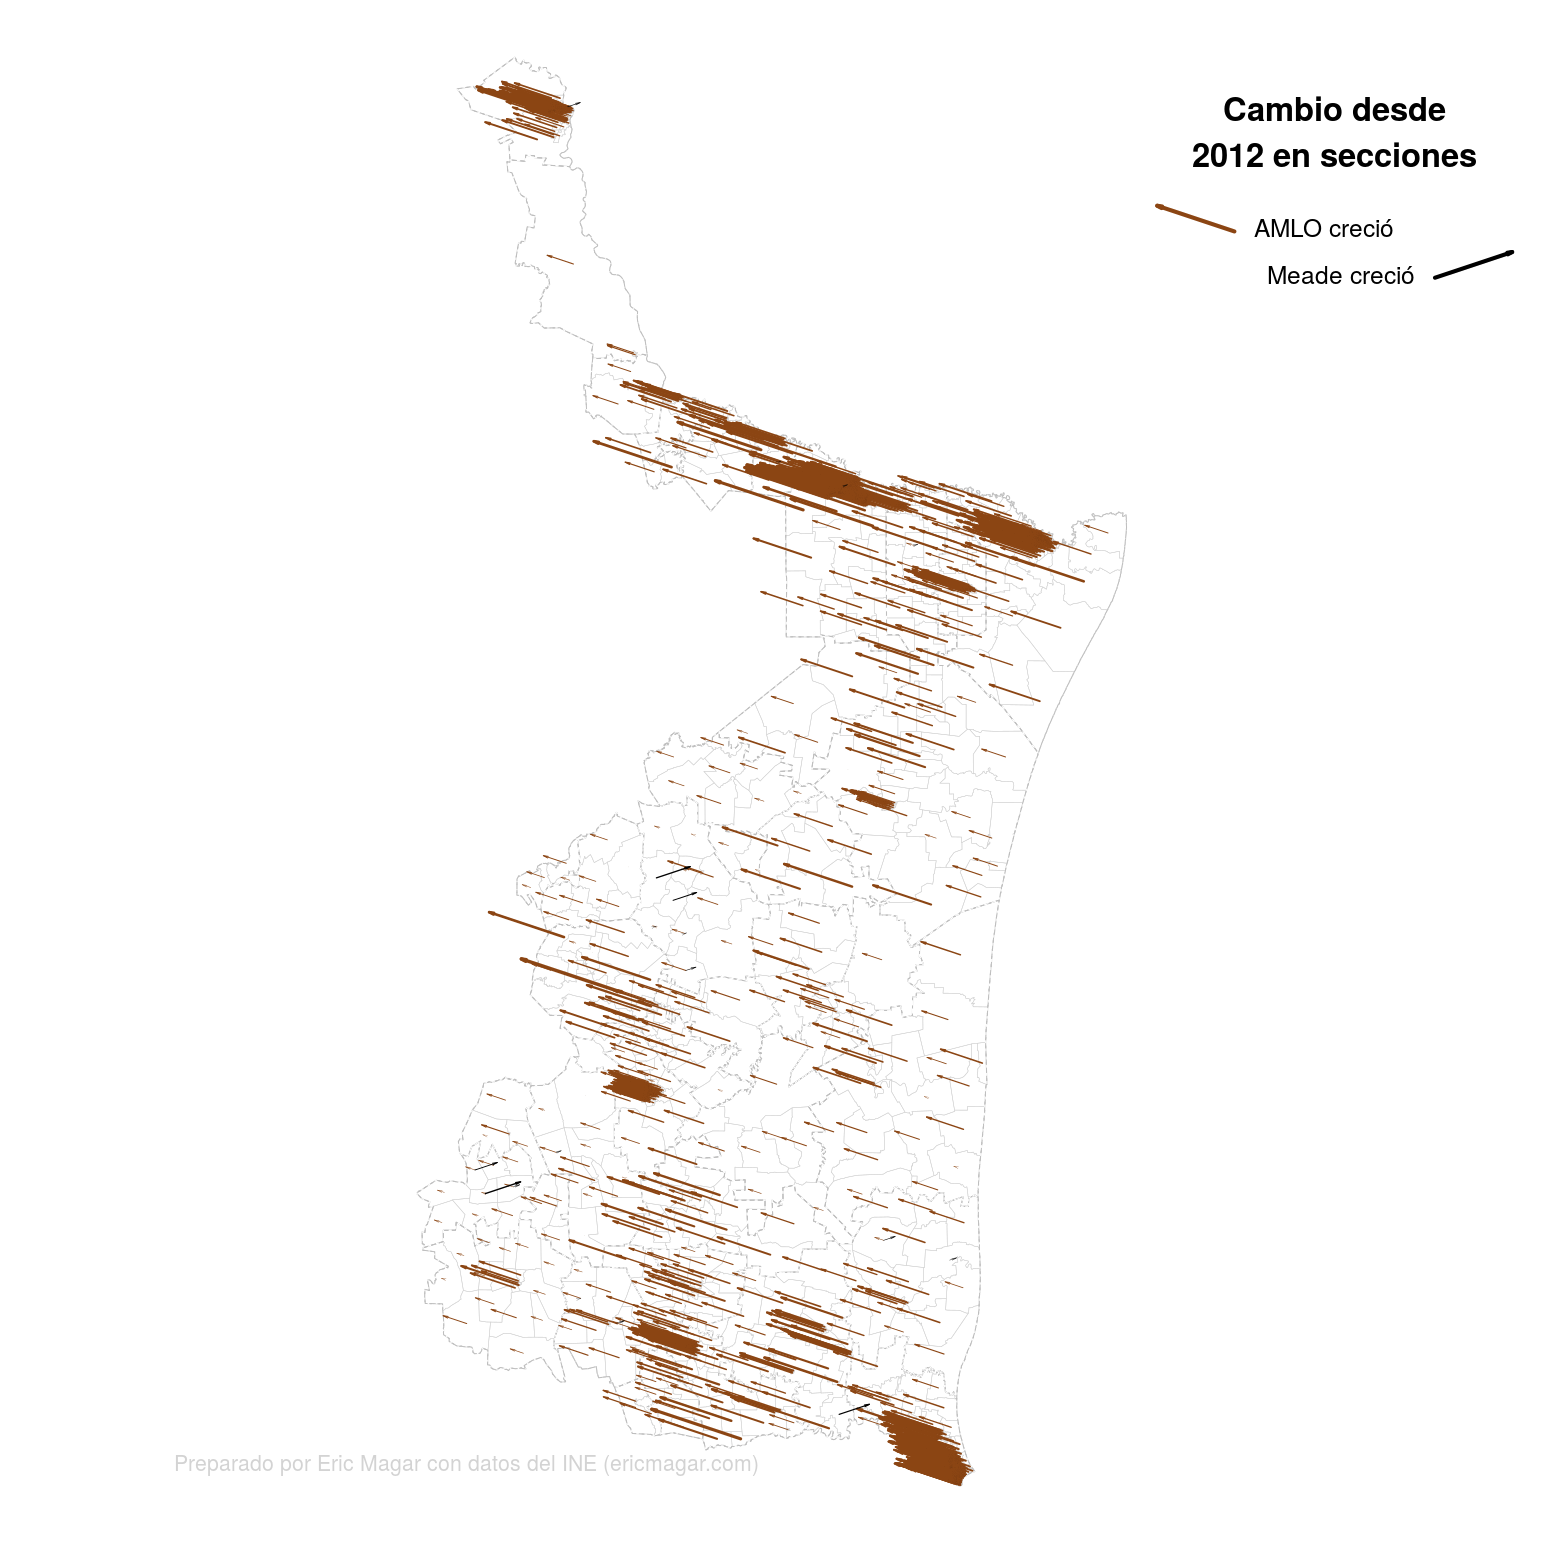 Cambio desde
2012 en secciones
AMLO creció
Meade creció
Preparado por Eric Magar con datos del INE (ericmagar.com)